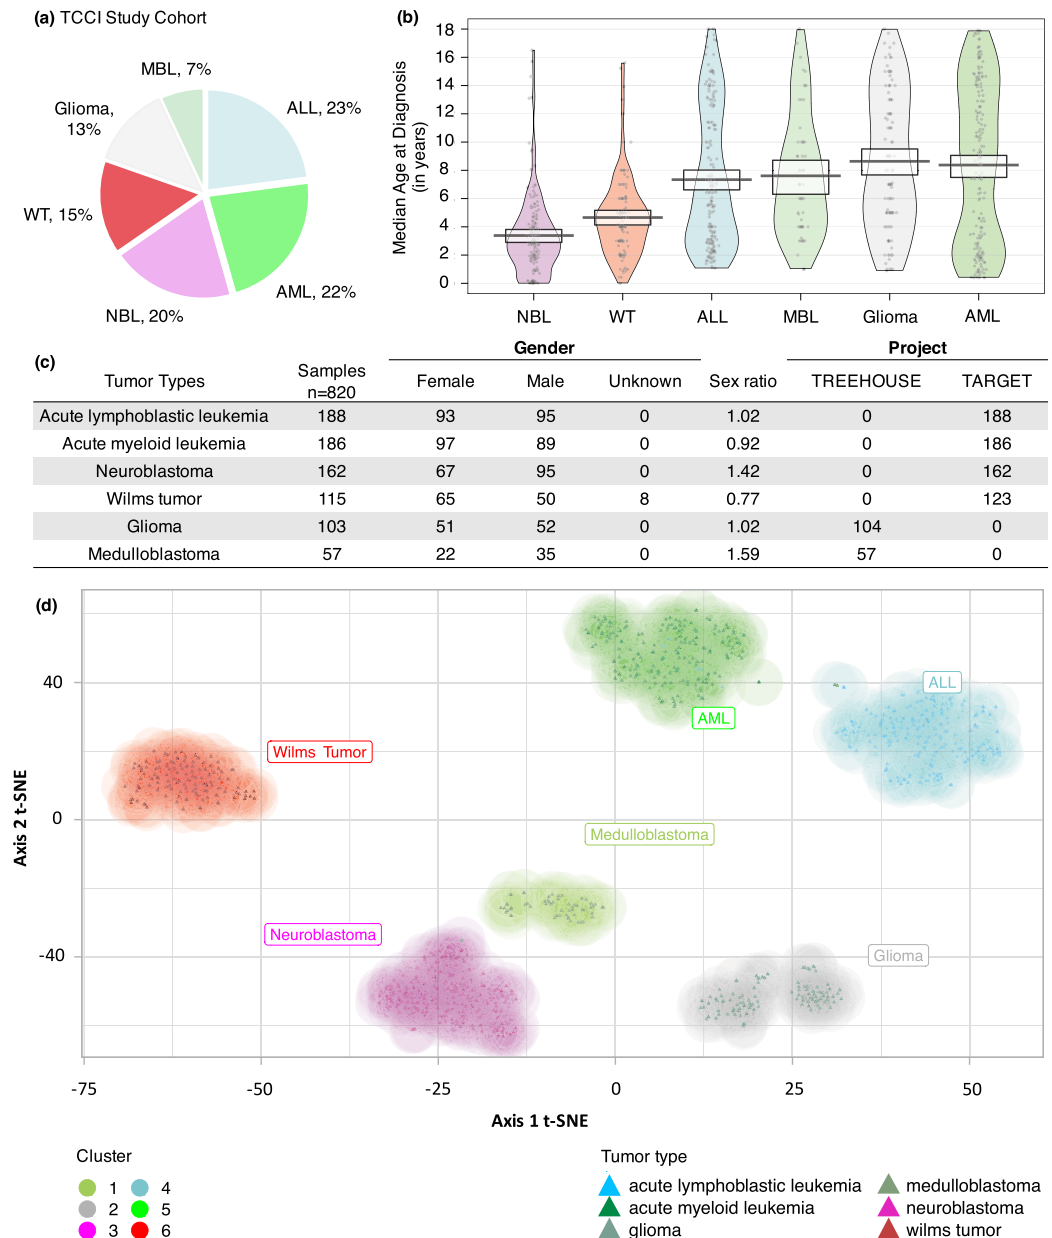 (a) TCCI Study Cohort
MBL, 7%
Glioma,
13%
ALL, 23%
WT, 15%
AML, 22%
NBL, 20%
(b)
Median Age at Diagnosis
(in years)
18
16
14
12
10
8
6
4
2
0
NBL WT ALL MBL Glioma AML
(c)
Gender Project
Tumor Types Samples n=820 Female Male Unknown Sex ratio TREEHOUSE TARGET
Acute lymphoblastic leukemia 188 93 95 0 1.02 0 188
Acute myeloid leukemia 186 97 89 0 0.92 0 186
Neuroblastoma 162 67 95 0 1.42 0 162
Wilms tumor 115 65 50 8 0.77 0 123
Glioma 103 51 52 0 1.02 104 0
Medulloblastoma 57 22 35 0 1.59 57 0
(d)
Axis 2 t-SNE
40
0
-40
ALL
AML
Wilms Tumor
Medulloblastoma
Neuroblastoma
Glioma
-75 -50 -25 0 25 50
Axis 1 t-SNE
Cluster
1 4
2 5
3 6
Tumor type
acute lymphoblastic leukemia medulloblastoma
acute myeloid leukemia neuroblastoma
glioma wilms tumor